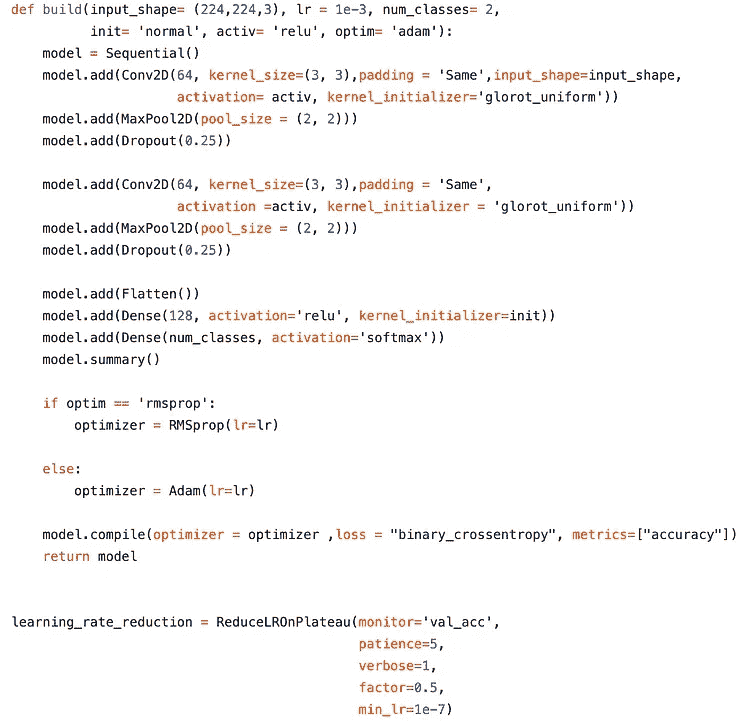 def build(input_shape= (224,224,3), lr = 1e-3, num_classes= 2,
          init= 'normal', activ= 'relu', optim= 'adam'):
    model = Sequential()
    model.add(Conv2D(64, kernel_size=(3, 3),padding = 'Same',input_shape=input_shape,
                     activation= activ, kernel_initializer='glorot_uniform'))
    model.add(MaxPool2D(pool_size = (2, 2)))
    model.add(Dropout(0.25))

    model.add(Conv2D(64, kernel_size=(3, 3),padding = 'Same',
                     activation =activ, kernel_initializer = 'glorot_uniform'))
    model.add(MaxPool2D(pool_size = (2, 2)))
    model.add(Dropout(0.25))

    model.add(Flatten())
    model.add(Dense(128, activation='relu', kernel_initializer=init))
    model.add(Dense(num_classes, activation='softmax'))
    model.summary()

    if optim == 'rmsprop':
        optimizer = RMSprop(lr=lr)

    else:
        optimizer = Adam(lr=lr)

    model.compile(optimizer = optimizer ,loss = "binary_crossentropy", metrics=["accuracy"])
    return model


learning_rate_reduction = ReduceLROnPlateau(monitor='val_acc',
                                            patience=5,
                                            verbose=1,
                                            factor=0.5,
                                            min_lr=1e-7)